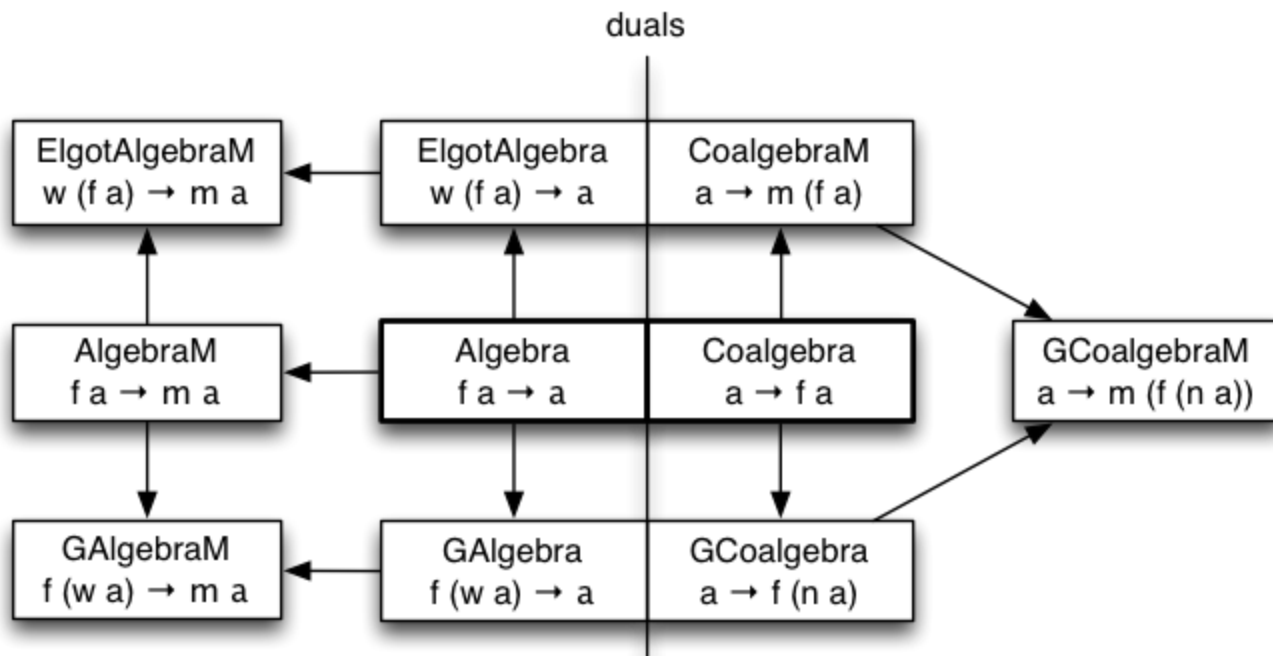 duals
ElgotAlgebraM
w (f a) → m a
ElgotAlgebra
w (f a) → a
CoalgebraM
a → m (f a)
AlgebraM
f a → m a
Algebra
f a → a
Coalgebra
a → f a
GCoalgebraM
a → m (f (n a))
GAlgebraM
f (w a) → m a
GAlgebra
f (w a) → a
GCoalgebra
a → f (n a)